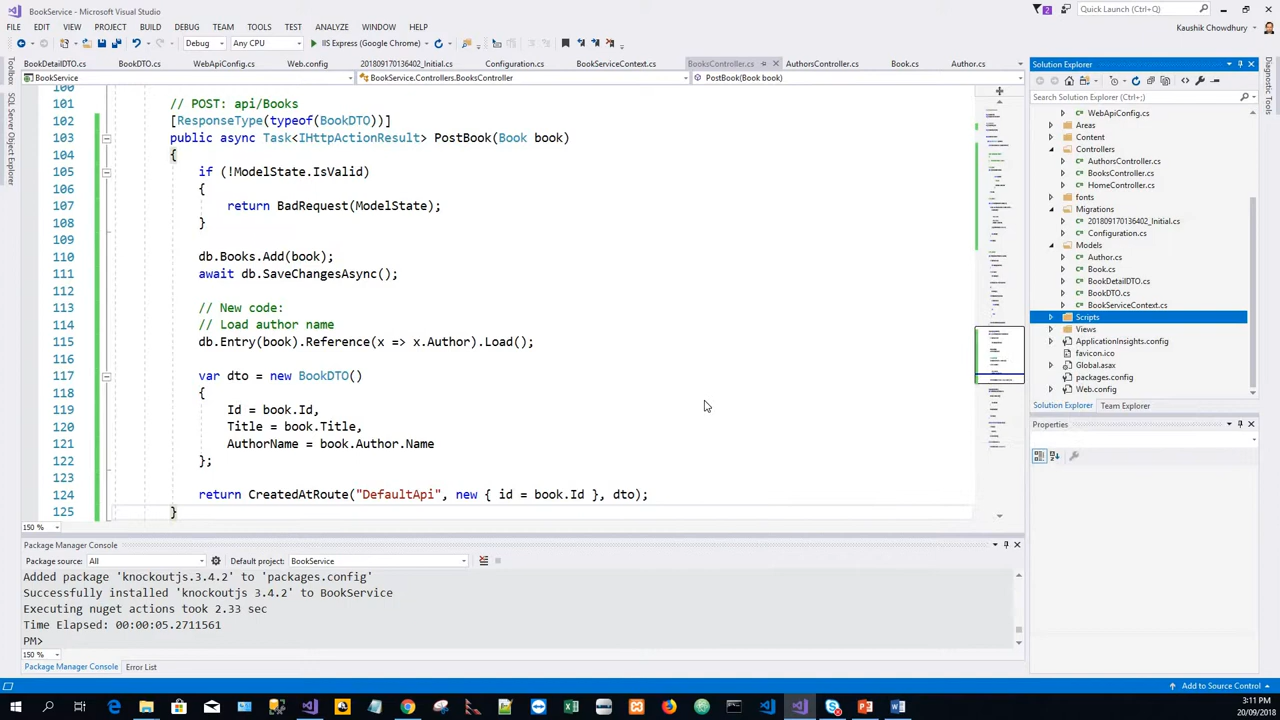 BookService - Microsoft Visual Studio
2
Quick Launch (Ctrl+Q)
FILE EDIT VIEW PROJECT BUILD DEBUG TEAM TOOLS TEST ANALYZE WINDOW HELP
Kaushik Chowdhury
Debug Any CPU IIS Express (Google Chrome)
BookDetailDTO.cs BookDTO.cs WebApiConfig.cs Web.config 201809170136402_Initial.cs Configuration.cs BookServiceContext.cs BooksController.cs AuthorsController.cs Book.cs Author.cs
BookService BookService.Controllers.BooksController PostBook(Book book)
Toolbox
SQL Server Object Explorer
100
101 // POST: api/Books
102 [ResponseType(typeof(BookDTO))]
103 public async Task<IHttpActionResult> PostBook(Book book)
104 {
105 if (!ModelState.IsValid)
106 {
107 return BadRequest(ModelState);
108 }
109
110 db.Books.Add(book);
111 await db.SaveChangesAsync();
112
113 // New code:
114 // Load author name
115 db.Entry(book).Reference(x => x.Author).Load();
116
117 var dto = new BookDTO()
118 {
119 Id = book.Id,
120 Title = book.Title,
121 AuthorName = book.Author.Name
122 };
123
124 return CreatedAtRoute("DefaultApi", new { id = book.Id }, dto);
125 }
150 %
Package Manager Console
Package source: All Default project: BookService
Added package 'knockoutjs.3.4.2' to 'packages.config'
Successfully installed 'knockoutjs 3.4.2' to BookService
Executing nuget actions took 2.33 sec
Time Elapsed: 00:00:05.2711561
PM>
150 %
Package Manager Console Error List
Solution Explorer
Search Solution Explorer (Ctrl+;)
WebApiConfig.cs
Areas
Content
Controllers
AuthorsController.cs
BooksController.cs
HomeController.cs
fonts
Migrations
201809170136402_Initial.cs
Configuration.cs
Models
Author.cs
Book.cs
BookDetailDTO.cs
BookDTO.cs
BookServiceContext.cs
Scripts
Views
ApplicationInsights.config
favicon.ico
Global.asax
packages.config
Web.config
Solution Explorer Team Explorer
Properties
Diagnostic Tools
Add to Source Control
3:11 PM
20/09/2018